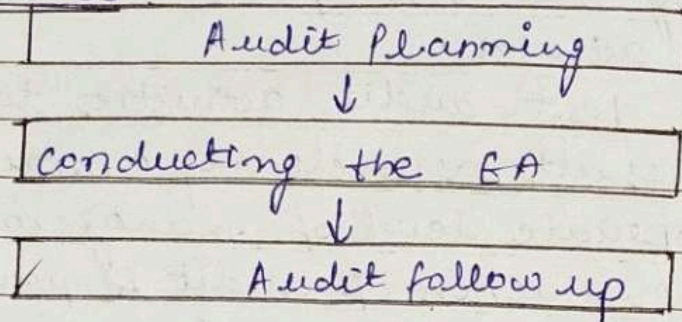 Audit Planning
↓
conducting the EA
↓
Audit follow up